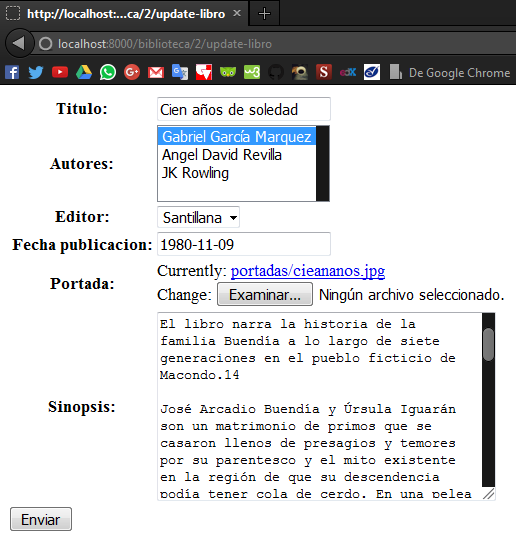 http://localhost:...ca/2/update-libro
localhost:8000/biblioteca/2/update-libro
De Google Chrome
Titulo: Cien años de soledad
Autores: Gabriel García Marquez
Angel David Revilla
JK Rowling
Editor: Santillana
Fecha publicacion: 1980-11-09
Portada: Currently: portadas/cieananos.jpg
Change: Examinar... Ningún archivo seleccionado.
Sinopsis: El libro narra la historia de la
familia Buendía a lo largo de siete
generaciones en el pueblo ficticio de
Macondo.14
José Arcadio Buendía y Úrsula Iguarán
son un matrimonio de primos que se
casaron llenos de presagios y temores
por su parentesco y el mito existente
en la región de que su descendencia
podía tener cola de cerdo. En una pelea
Enviar